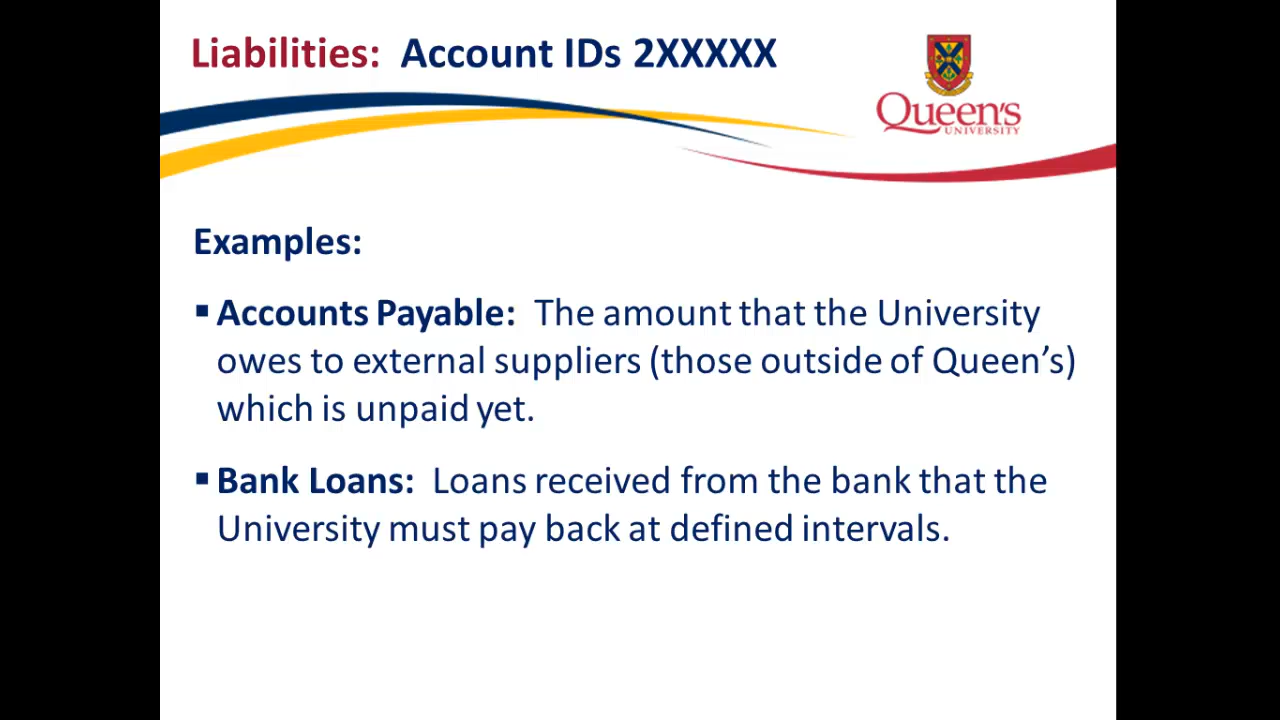 Liabilities: Account IDs 2XXXXX
Queen's
UNIVERSITY
Examples:
▪ Accounts Payable: The amount that the University
owes to external suppliers (those outside of Queen’s)
which is unpaid yet.
▪ Bank Loans: Loans received from the bank that the
University must pay back at defined intervals.